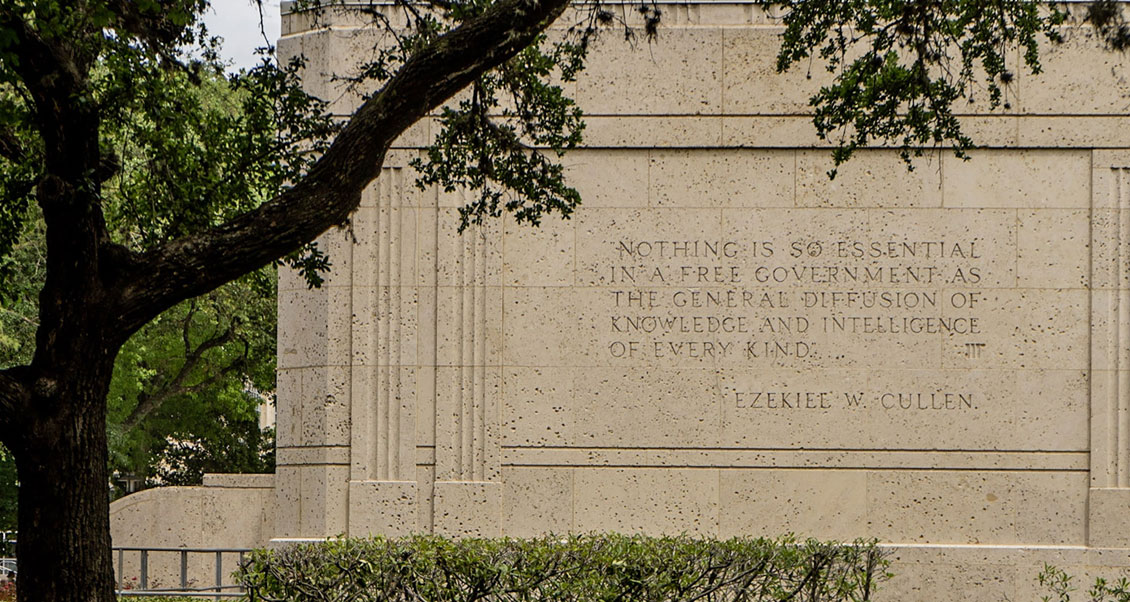 "NOTHING IS SO ESSENTIAL
IN A FREE GOVERNMENT AS
THE GENERAL DIFFUSION OF
KNOWLEDGE AND INTELLIGENCE
OF EVERY KIND"...
EZEKIEL W. CULLEN.